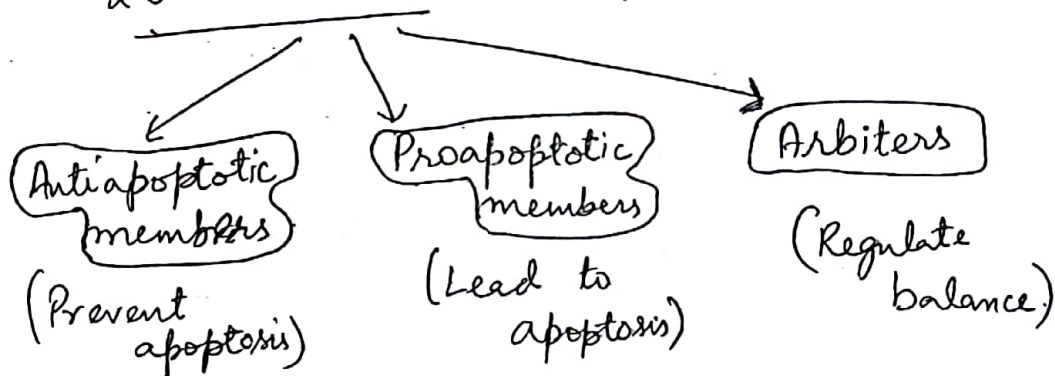 Antiapoptotic
members
(Prevent
apoptosis)
Proapoptotic
members
(Lead to
apoptosis)
Arbiters
(Regulate
balance.)